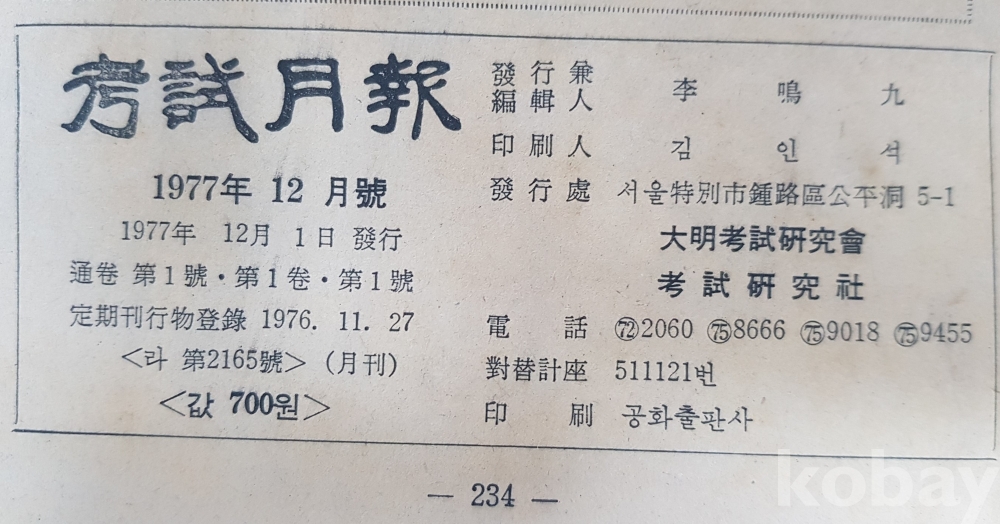 考試月報
1977年 12 月號
1977年 12月 1日 發行
通卷 第1號·第1卷·第1號
定期刊行物登錄 1976. 11. 27
<라 第2165號> (月刊)
<값 700원>
發行兼
編輯人 李鳴九
印刷人 김인석
發行處 서울特別市鍾路區公平洞 5-1
大明考試硏究會
考試硏究社
電話 ㉒2060 ㉕8666 ㉕9018 ㉕9455
對替計座 511121번
印刷 공화출판사
— 234 —
kobay